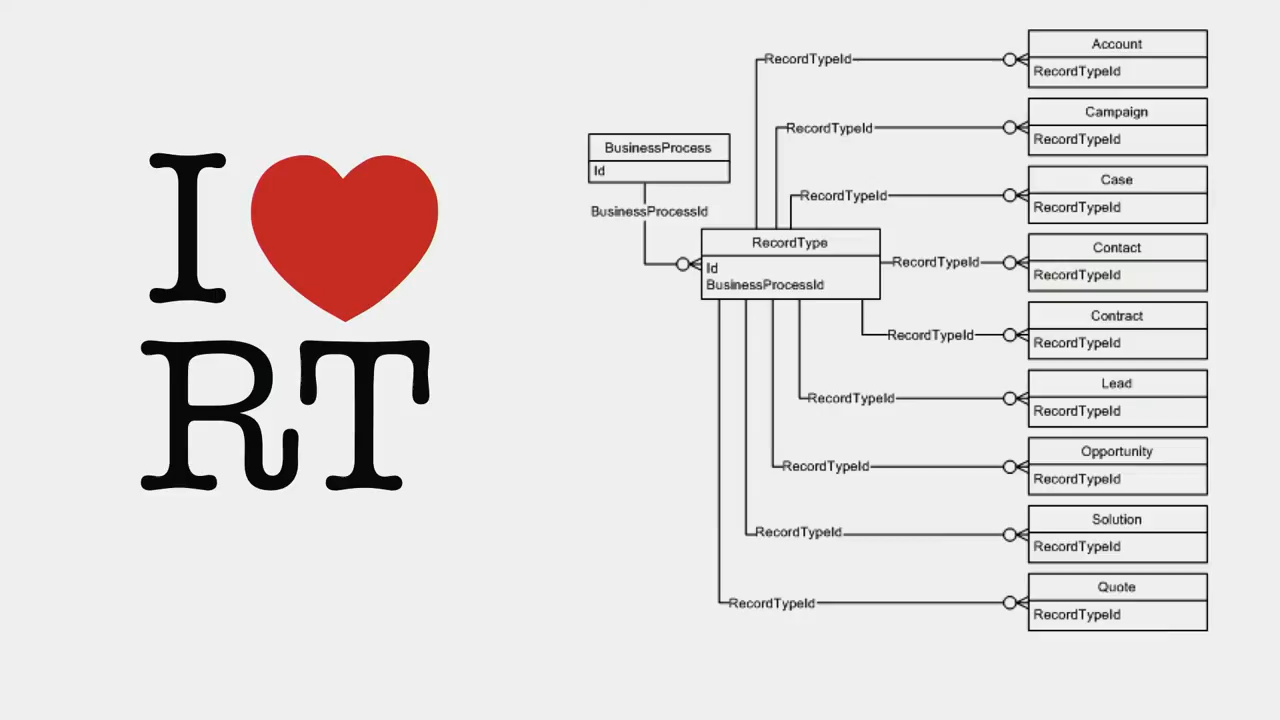 I
RT
BusinessProcess
Id
BusinessProcessId
RecordType
Id
BusinessProcessId
RecordTypeId
Account
RecordTypeId
RecordTypeId
Campaign
RecordTypeId
RecordTypeId
Case
RecordTypeId
RecordTypeId
Contact
RecordTypeId
RecordTypeId
Contract
RecordTypeId
RecordTypeId
Lead
RecordTypeId
RecordTypeId
Opportunity
RecordTypeId
RecordTypeId
Solution
RecordTypeId
RecordTypeId
Quote
RecordTypeId